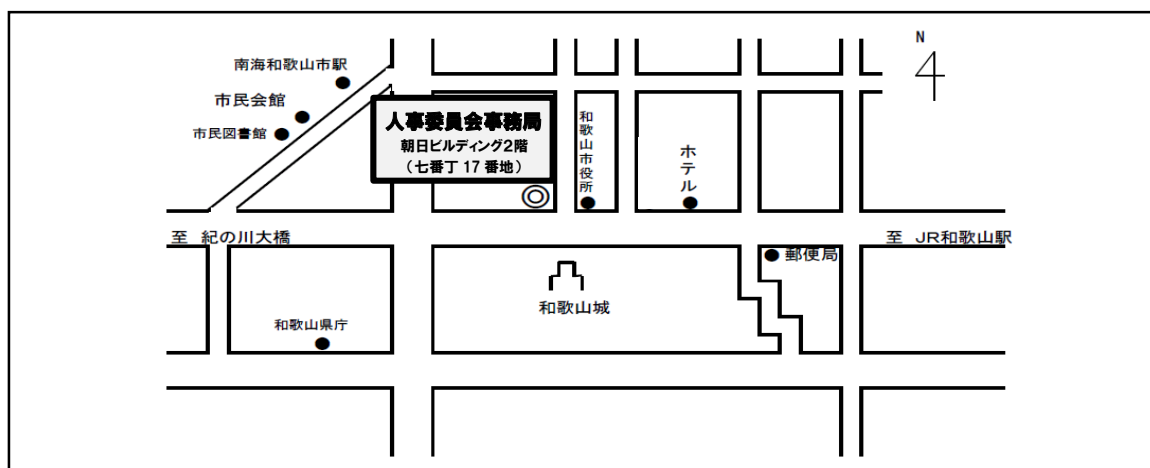 N
南海和歌山市駅
市民会館
市民図書館
人事委員会事務局
朝日ビルディング2階
（七番丁 17 番地）
和歌山市役所
ホテル
至 紀の川大橋
至 JR和歌山駅
郵便局
和歌山城
和歌山県庁